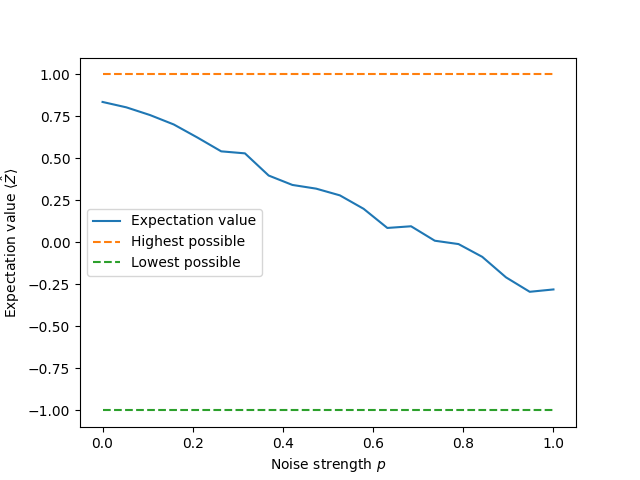 1.00
0.75
0.50
0.25
0.00
−0.25
−0.50
−0.75
−1.00
Expectation value ⟨Ẑ⟩
Expectation value
Highest possible
Lowest possible
0.0 0.2 0.4 0.6 0.8 1.0
Noise strength p